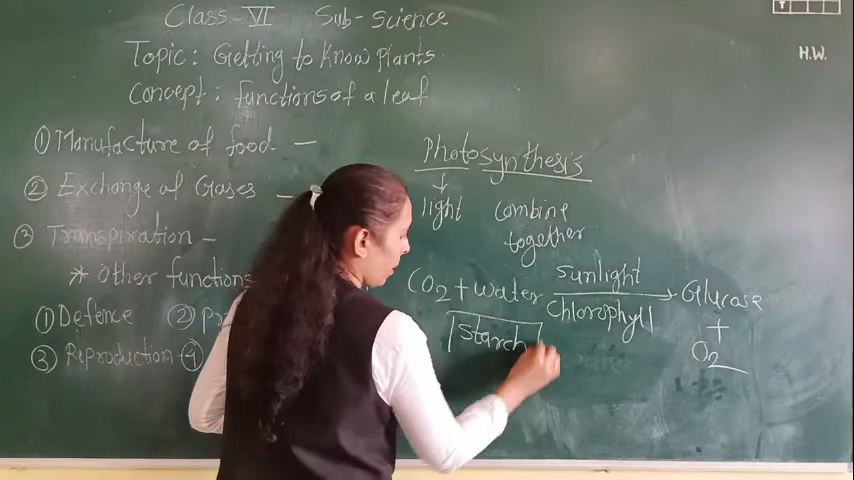 Class-VI Sub-Science
Topic: Getting to Know Plants
Concept: functions of a leaf
H.W.
① Manufacture of food —
② Exchange of Gases —
③ Transpiration —
* Other functions
① Defence ②
③ Reproduction ④
Photosynthesis
↓
light combine
together
CO2 + water sunlight → Glucose
Chlorophyll
+
O2
Starch